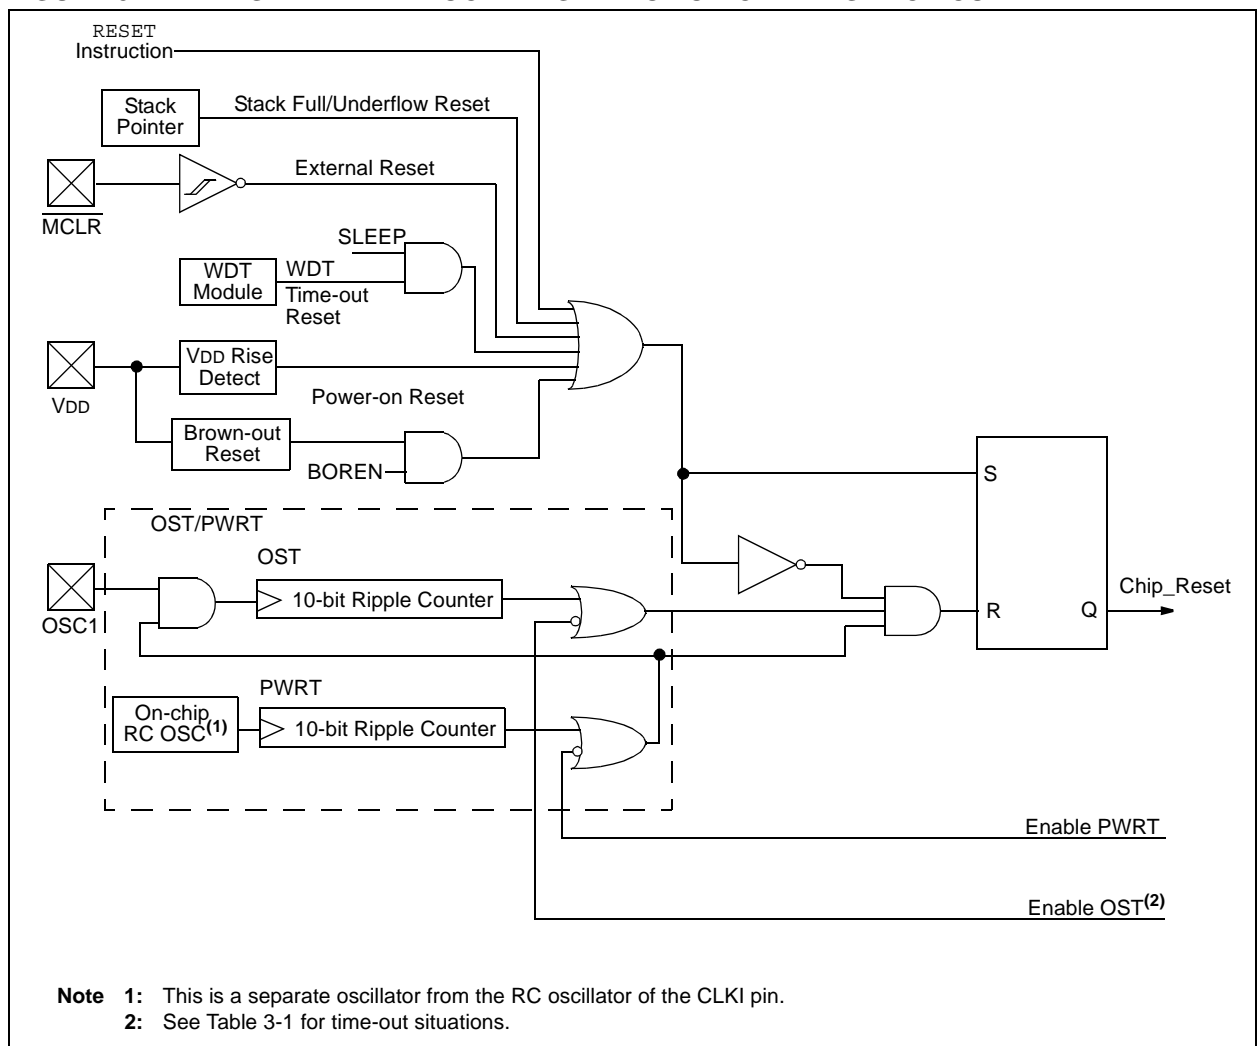 RESET
Instruction
Stack
Pointer
Stack Full/Underflow Reset
External Reset
MCLR
SLEEP
WDT
Module
WDT
Time-out
Reset
VDD Rise
Detect
VDD
Power-on Reset
Brown-out
Reset
BOREN
S
OST/PWRT
OST
10-bit Ripple Counter
OSC1
Chip_Reset
R
Q
PWRT
On-chip
RC OSC(1)
10-bit Ripple Counter
Enable PWRT
Enable OST(2)
Note 1: This is a separate oscillator from the RC oscillator of the CLKI pin.
2: See Table 3-1 for time-out situations.